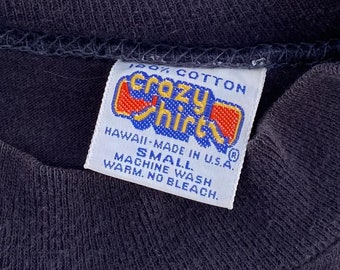 100% COTTON
crazy
shirts
HAWAII-MADE IN U.S.A.
®
SMALL
MACHINE WASH
WARM. NO BLEACH.